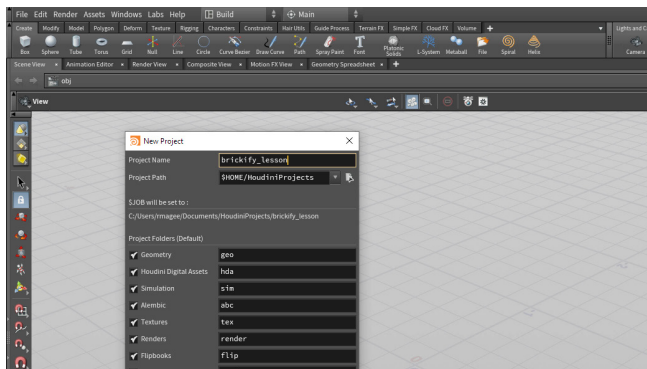 File Edit Render Assets Windows Labs Help Build Main
Create Modify Model Polygon Deform Texture Rigging Characters Constraints Hair Utils Guide Process Terrain FX Simple FX Cloud FX Volume + Lights and C
Box Sphere Tube Torus Grid Null Line Circle Curve Bezier Draw Curve Path Spray Paint Font Platonic Solids L-System Metaball File Spiral Helix Camera
Scene View × Animation Editor × Render View × Composite View × Motion FX View × Geometry Spreadsheet × +
obj
View
New Project ×
Project Name brickify_lesson
Project Path $HOME/HoudiniProjects
$JOB will be set to :
C:/Users/rmagee/Documents/HoudiniProjects/brickify_lesson
Project Folders (Default)
Geometry geo
Houdini Digital Assets hda
Simulation sim
Alembic abc
Textures tex
Renders render
Flipbooks flip